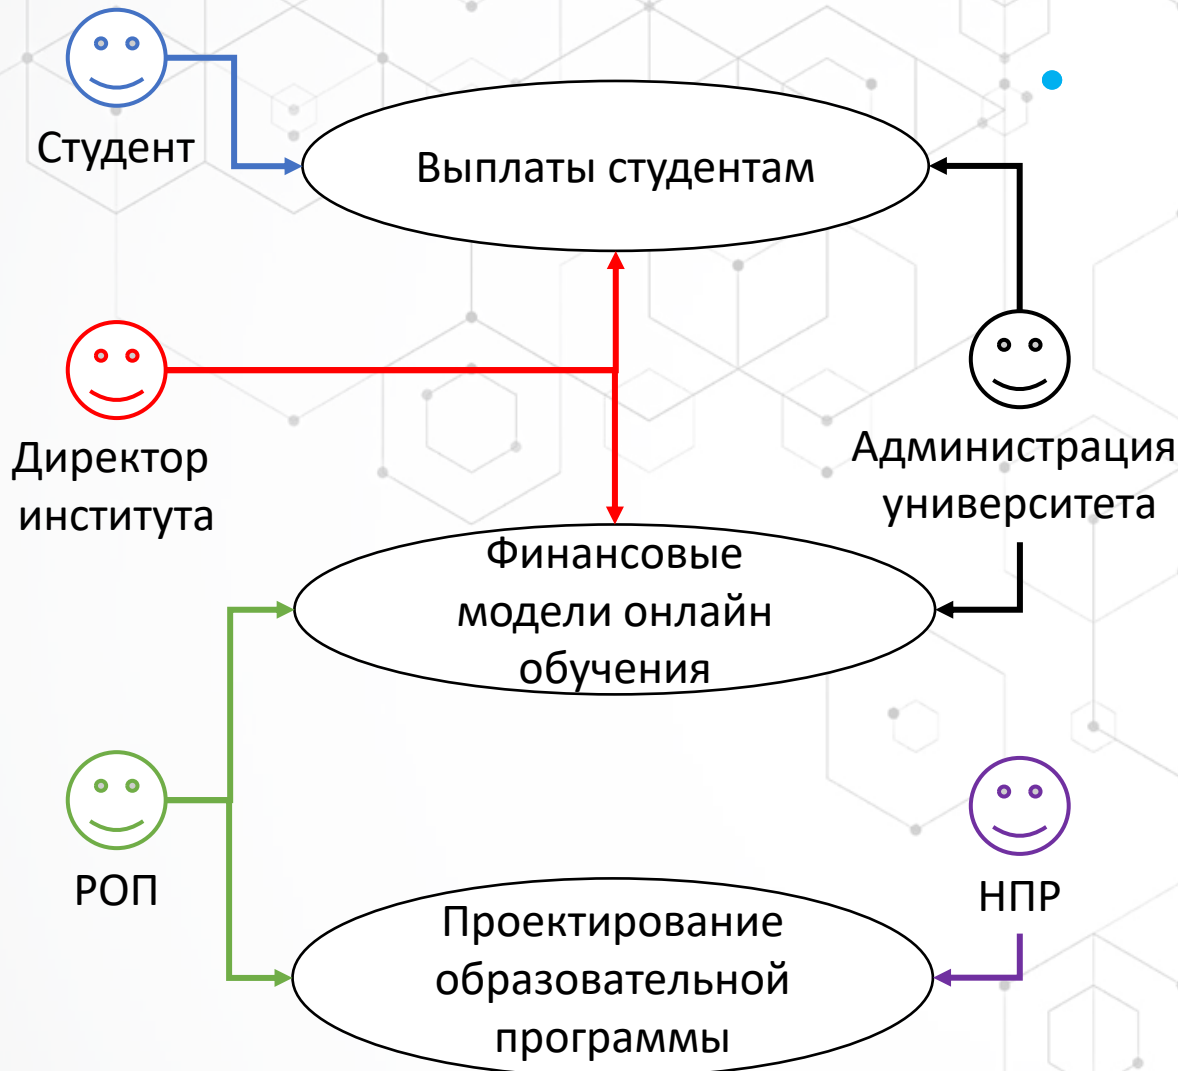 Студент
Выплаты студентам
Директор
института
Администрация
университета
Финансовые
модели онлайн
обучения
РОП
НПР
Проектирование
образовательной
программы